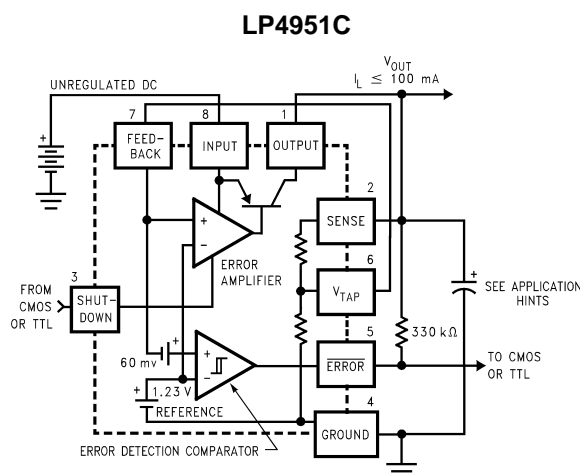 LP4951C
V_OUT
I_L ≤ 100 mA
UNREGULATED DC
7
8
1
FEED-
BACK
INPUT
OUTPUT
2
SENSE
ERROR
AMPLIFIER
6
V_TAP
3
FROM
CMOS
OR TTL
SHUT-
DOWN
SEE APPLICATION
HINTS
330 kΩ
5
60 mv
ERROR
TO CMOS
OR TTL
1.23 V
REFERENCE
4
GROUND
ERROR DETECTION COMPARATOR